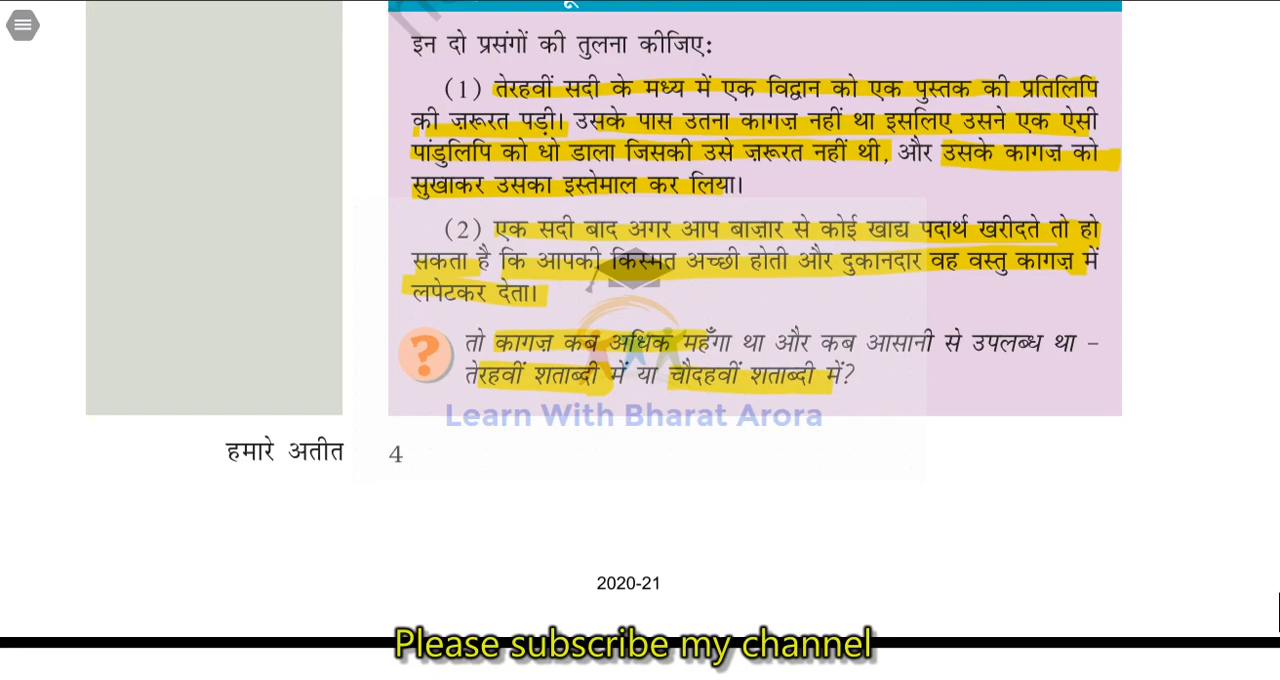 इन दो प्रसंगों की तुलना कीजिए:
(1) तेरहवीं सदी के मध्य में एक विद्वान को एक पुस्तक की प्रतिलिपि
की ज़रूरत पड़ी। उसके पास उतना कागज़ नहीं था इसलिए उसने एक ऐसी
पांडुलिपि को धो डाला जिसकी उसे ज़रूरत नहीं थी, और उसके कागज़ को
सुखाकर उसका इस्तेमाल कर लिया।
(2) एक सदी बाद अगर आप बाज़ार से कोई खाद्य पदार्थ खरीदते तो हो
सकता है कि आपकी किस्मत अच्छी होती और दुकानदार वह वस्तु कागज़ में
लपेटकर देता।
? तो कागज़ कब अधिक महँगा था और कब आसानी से उपलब्ध था –
तेरहवीं शताब्दी में या चौदहवीं शताब्दी में?
Learn With Bharat Arora
हमारे अतीत 4
2020-21
Please subscribe my channel